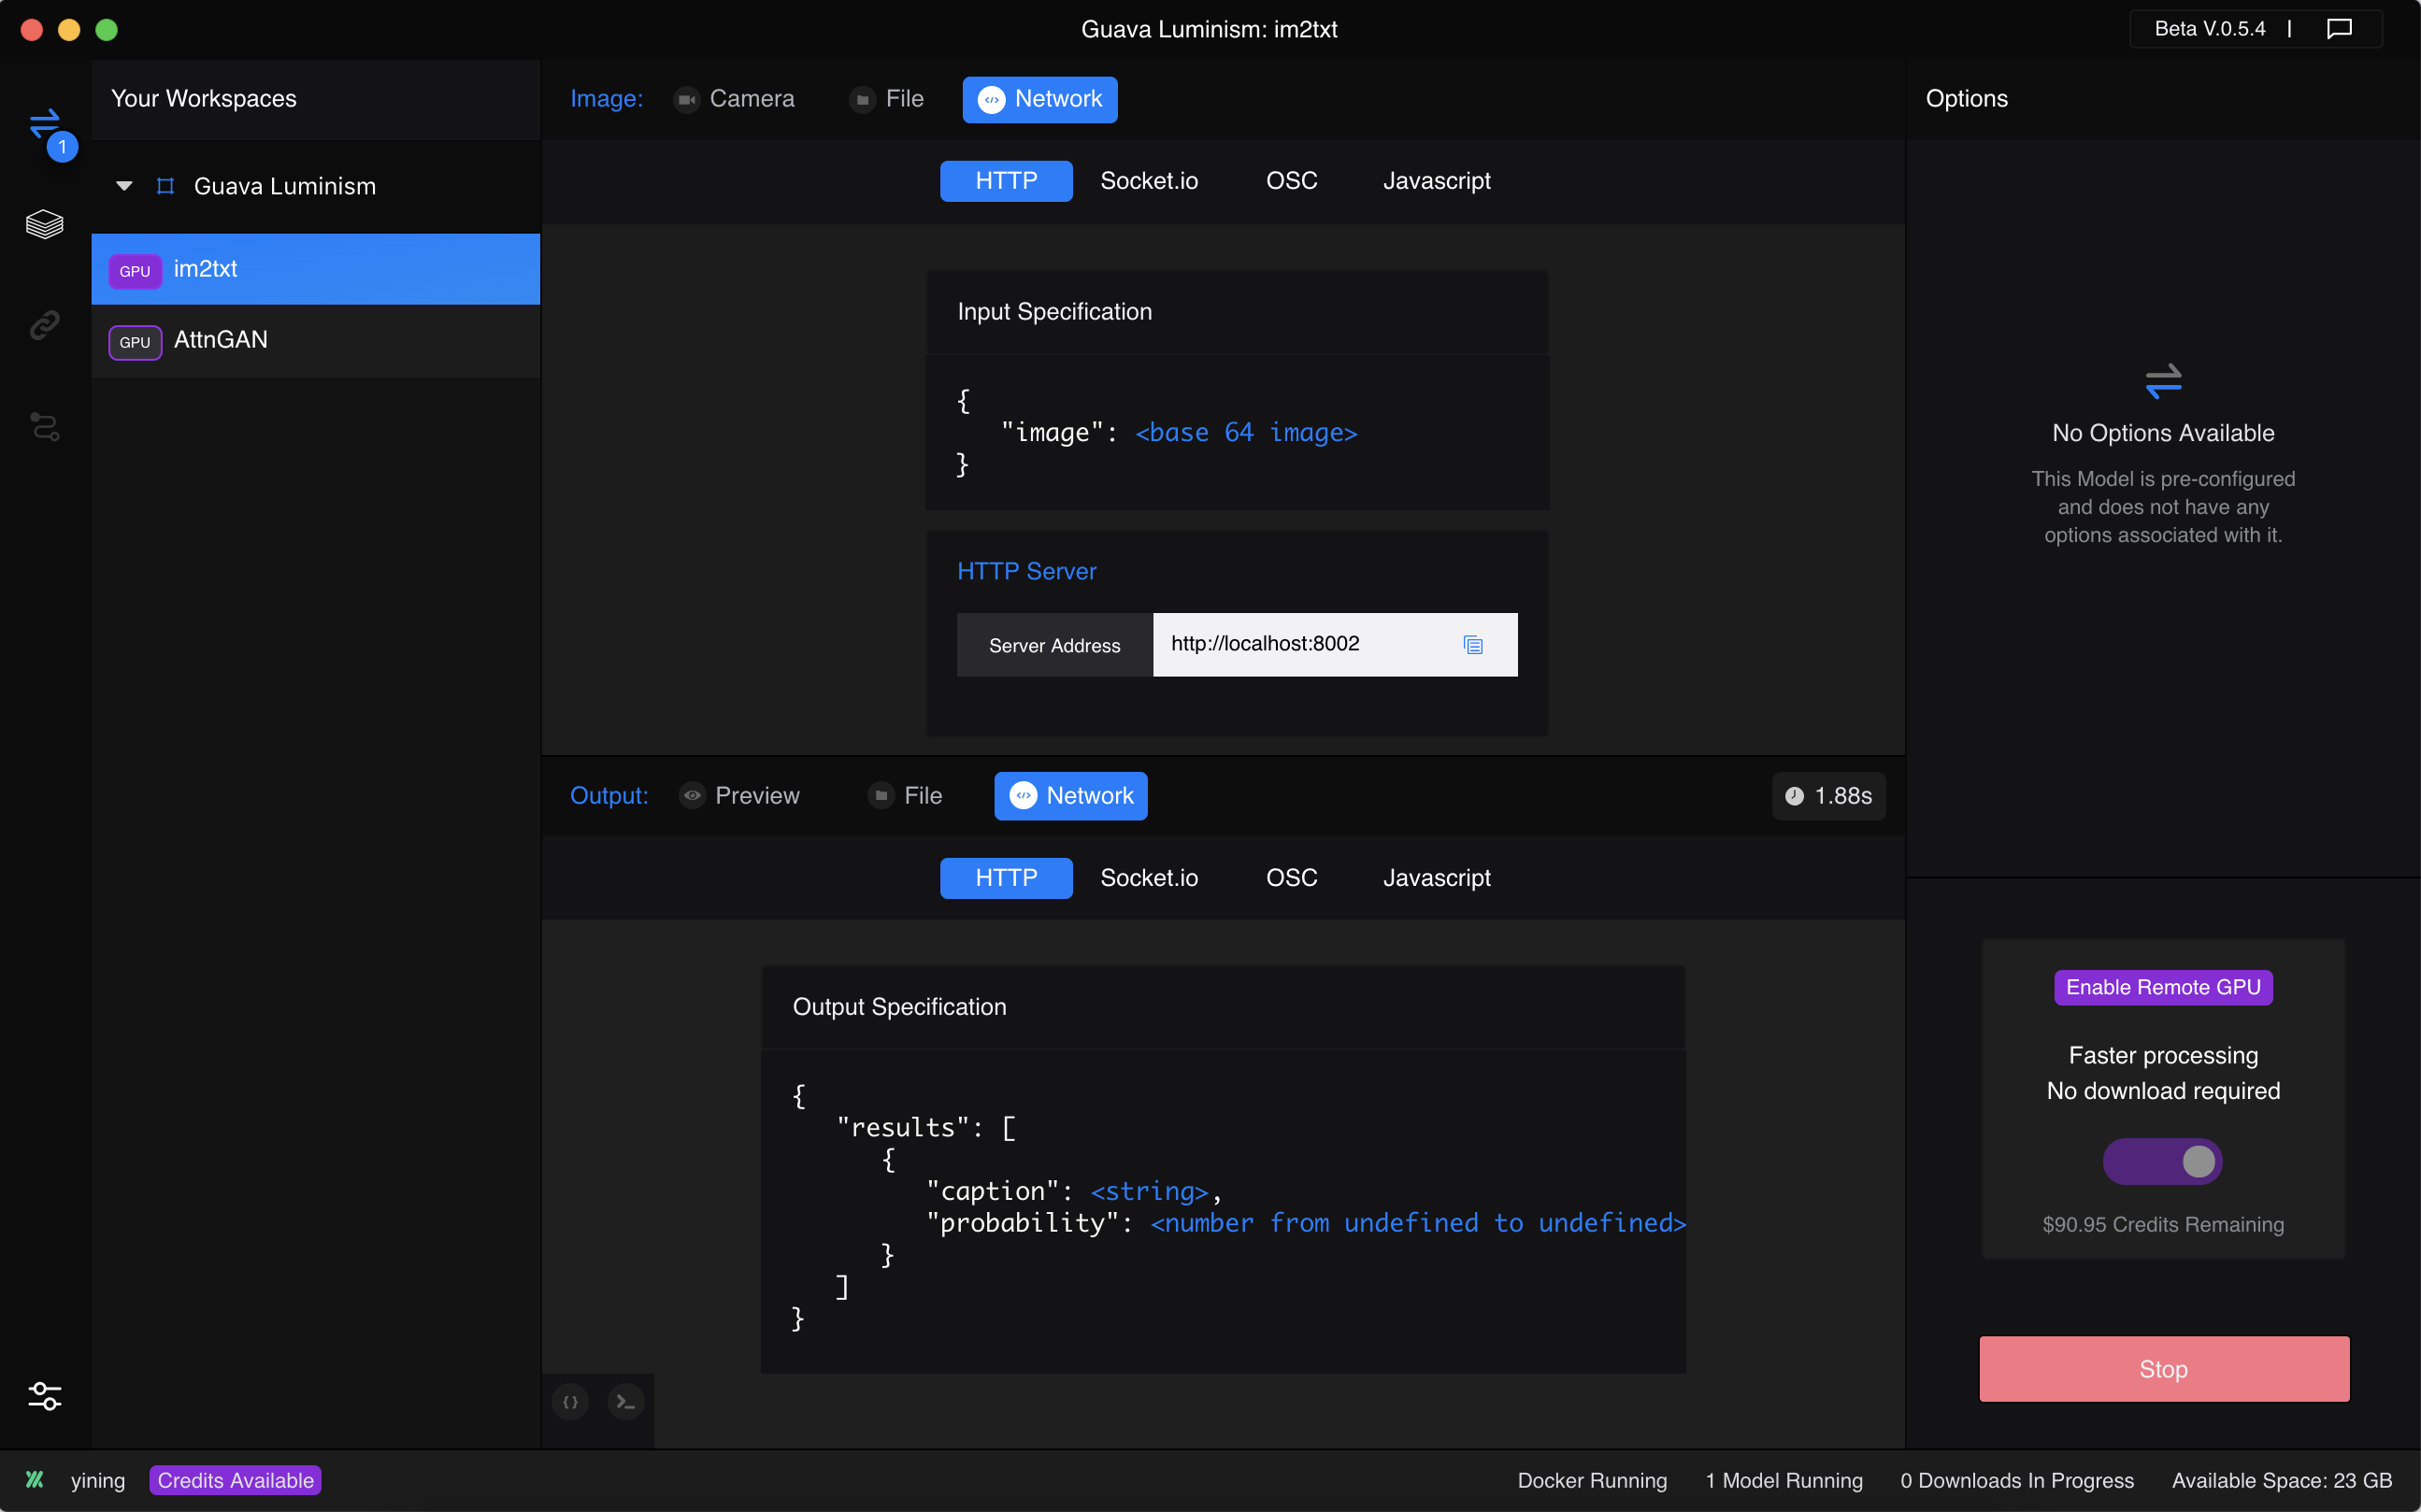 Guava Luminism: im2txt
Beta V.0.5.4 |
1
Your Workspaces
Guava Luminism
GPU im2txt
GPU AttnGAN
Image: Camera File Network
HTTP Socket.io OSC Javascript
Input Specification
{
"image": <base 64 image>
}
HTTP Server
Server Address http://localhost:8002
Output: Preview File Network 1.88s
HTTP Socket.io OSC Javascript
Output Specification
{
"results": [
{
"caption": <string>,
"probability": <number from undefined to undefined>
}
]
}
Options
No Options Available
This Model is pre-configured
and does not have any
options associated with it.
Enable Remote GPU
Faster processing
No download required
$90.95 Credits Remaining
Stop
yining Credits Available Docker Running 1 Model Running 0 Downloads In Progress Available Space: 23 GB